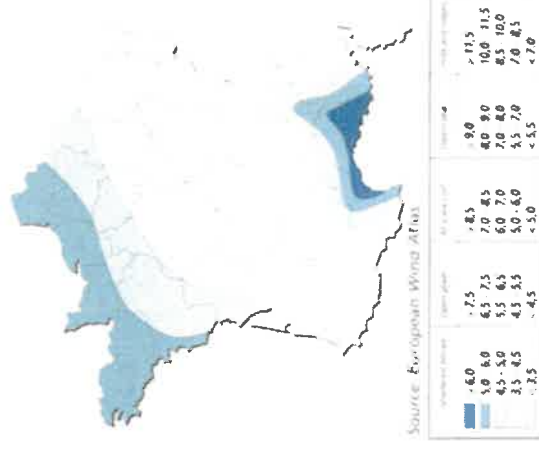 Source European Wind Atlas
> 6,0 > 7,5 > 8,5 > 9,0 > 11,5
5,0 6,0 6,5 7,5 7,0 8,5 8,0 9,0 10,0 11,5
4,5 - 5,0 5,5 6,5 6,0 7,0 7,0 8,0 8,5 10,0
3,5 4,5 4,5 5,5 5,0 - 6,0 5,5 7,0 7,0 8,5
< 3,5 < 4,5 < 5,0 < 5,5 < 7,0